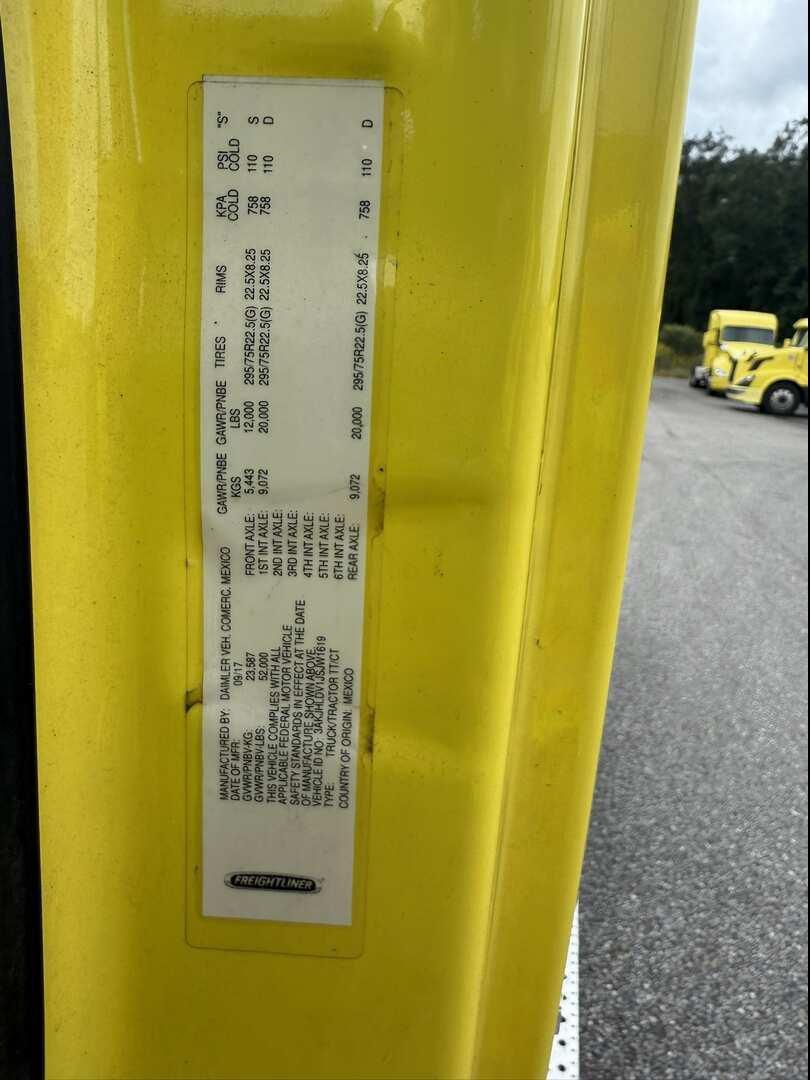 MANUFACTURED BY: DAIMLER VEH. COMERC. MEXICO
DATE OF MFR: 09/17
GVWR/PNBV-KG: 23,587
GVWR/PNBV-LBS: 52,000
THIS VEHICLE COMPLIES WITH ALL
APPLICABLE FEDERAL MOTOR VEHICLE
SAFETY STANDARDS IN EFFECT AT THE DATE
OF MANUFACTURE SHOWN ABOVE.
VEHICLE ID NO. 3AKJHLDV1JSJW1619
TYPE: TRUCK/TRACTOR TT/CT
COUNTRY OF ORIGIN: MEXICO
GAWR/PNBE GAWR/PNBE TIRES RIMS KPA PSI "S"
KGS LBS COLD COLD
FRONT AXLE: 5,443 12,000 295/75R22.5(G) 22.5X8.25 758 110 S
1ST INT AXLE: 9,072 20,000 295/75R22.5(G) 22.5X8.25 758 110 D
2ND INT AXLE:
3RD INT AXLE:
4TH INT AXLE:
5TH INT AXLE:
6TH INT AXLE:
REAR AXLE: 9,072 20,000 295/75R22.5(G) 22.5X8.25 758 110 D
FREIGHTLINER